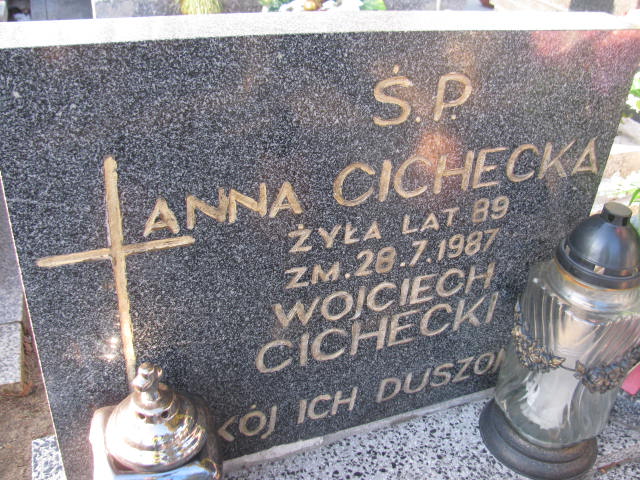 Ś.P.
ANNA CICHECKA
ŻYŁA LAT 89
ZM. 28.7.1987
WOJCIECH
CICHECKI
KÓJ ICH DUSZOM